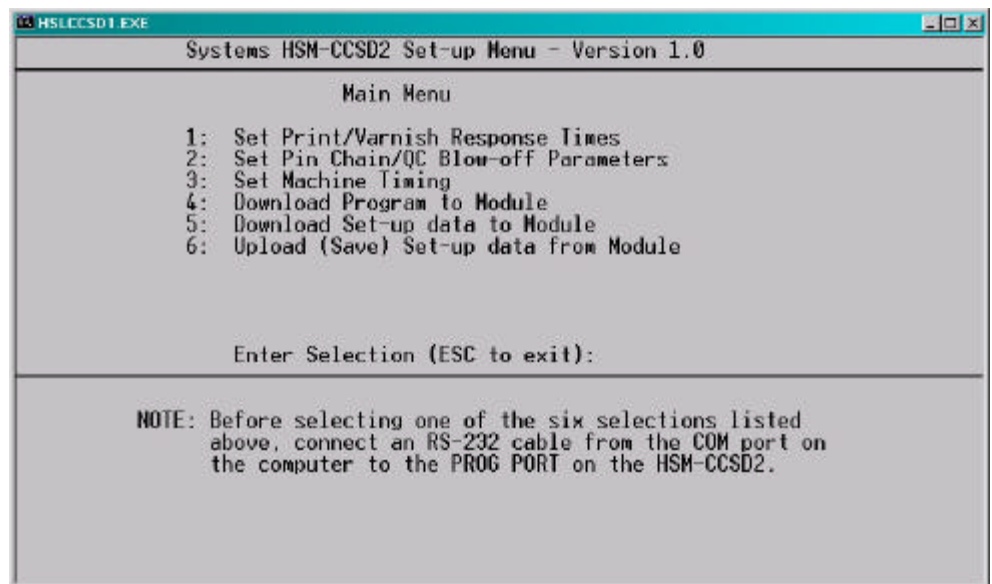 HSLCCSD1.EXE
Systems HSM-CCSD2 Set-up Menu - Version 1.0
Main Menu
1: Set Print/Varnish Response Times
2: Set Pin Chain/QC Blow-off Parameters
3: Set Machine Timing
4: Download Program to Module
5: Download Set-up data to Module
6: Upload (Save) Set-up data from Module
Enter Selection (ESC to exit):
NOTE: Before selecting one of the six selections listed
above, connect an RS-232 cable from the COM port on
the computer to the PROG PORT on the HSM-CCSD2.